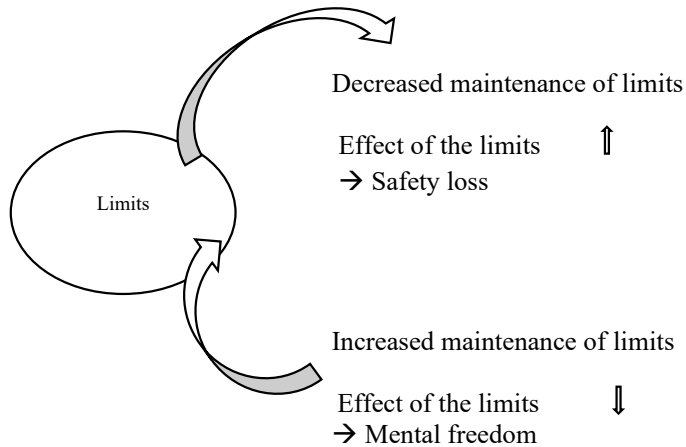 Decreased maintenance of limits
Effect of the limits ⇑
→ Safety loss
Limits
Increased maintenance of limits
Effect of the limits ⇓
→ Mental freedom